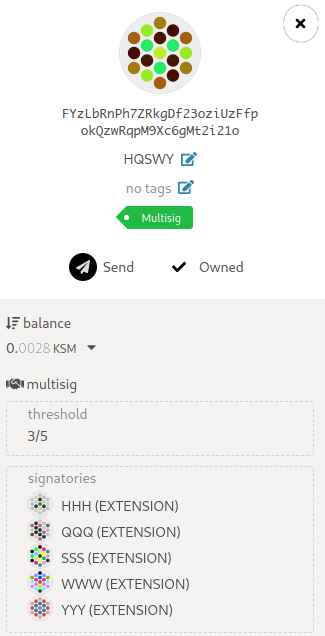 FYzLbRnPh7ZRkgDf23oziUzFfp
okQzwRqpM9Xc6gMt2i21o
HQSWY
no tags
Multisig
Send
Owned
balance
0.0028 KSM
multisig
threshold
3/5
signatories
HHH (EXTENSION)
QQQ (EXTENSION)
SSS (EXTENSION)
WWW (EXTENSION)
YYY (EXTENSION)